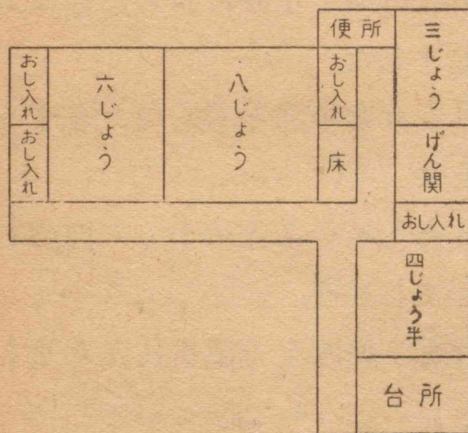 便所
三じょう
おし入れ
六じょう
八じょう
おし入れ
おし入れ
床
げん関
おし入れ
四じょう半
台所